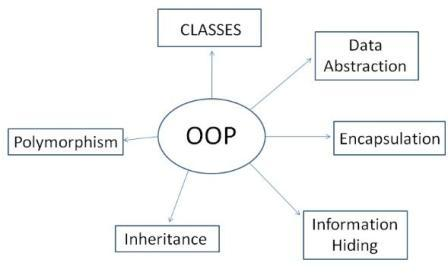 CLASSES
Data
Abstraction
OOP
Polymorphism
Encapsulation
Inheritance
Information
Hiding